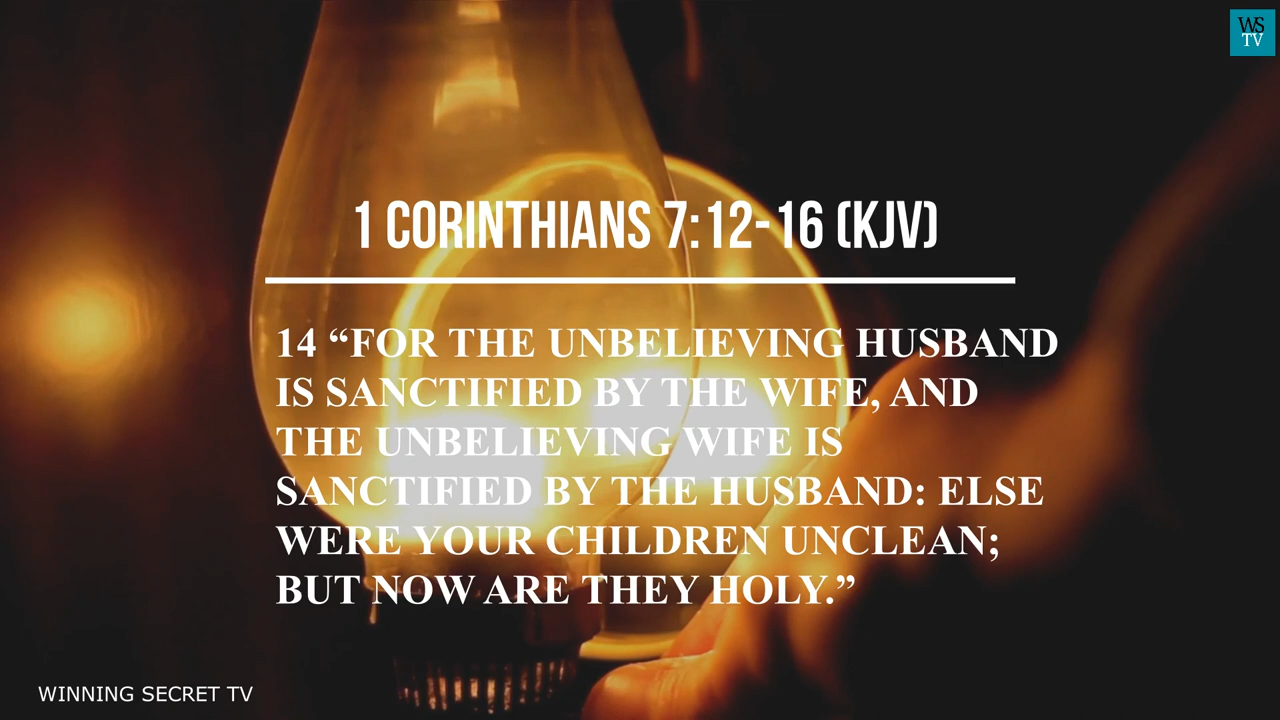 WS
TV
1 CORINTHIANS 7:12-16 (KJV)
14 “FOR THE UNBELIEVING HUSBAND
IS SANCTIFIED BY THE WIFE, AND
THE UNBELIEVING WIFE IS
SANCTIFIED BY THE HUSBAND: ELSE
WERE YOUR CHILDREN UNCLEAN;
BUT NOW ARE THEY HOLY.”
WINNING SECRET TV